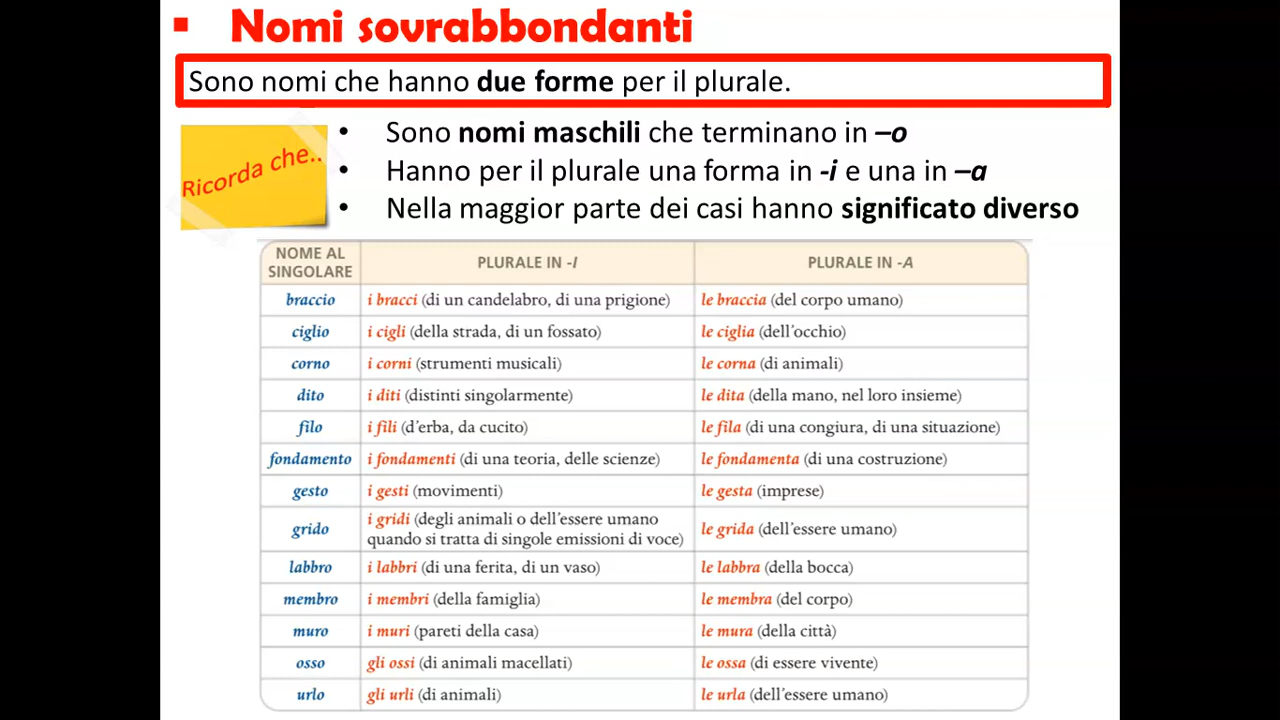 ▪ Nomi sovrabbondanti
Sono nomi che hanno due forme per il plurale.
Ricorda che..
• Sono nomi maschili che terminano in –o
• Hanno per il plurale una forma in -i e una in –a
• Nella maggior parte dei casi hanno significato diverso
NOME AL SINGOLARE PLURALE IN -I PLURALE IN -A
braccio i bracci (di un candelabro, di una prigione) le braccia (del corpo umano)
ciglio i cigli (della strada, di un fossato) le ciglia (dell'occhio)
corno i corni (strumenti musicali) le corna (di animali)
dito i diti (distinti singolarmente) le dita (della mano, nel loro insieme)
filo i fili (d'erba, da cucito) le fila (di una congiura, di una situazione)
fondamento i fondamenti (di una teoria, delle scienze) le fondamenta (di una costruzione)
gesto i gesti (movimenti) le gesta (imprese)
grido i gridi (degli animali o dell'essere umano quando si tratta di singole emissioni di voce) le grida (dell'essere umano)
labbro i labbri (di una ferita, di un vaso) le labbra (della bocca)
membro i membri (della famiglia) le membra (del corpo)
muro i muri (pareti della casa) le mura (della città)
osso gli ossi (di animali macellati) le ossa (di essere vivente)
urlo gli urli (di animali) le urla (dell'essere umano)